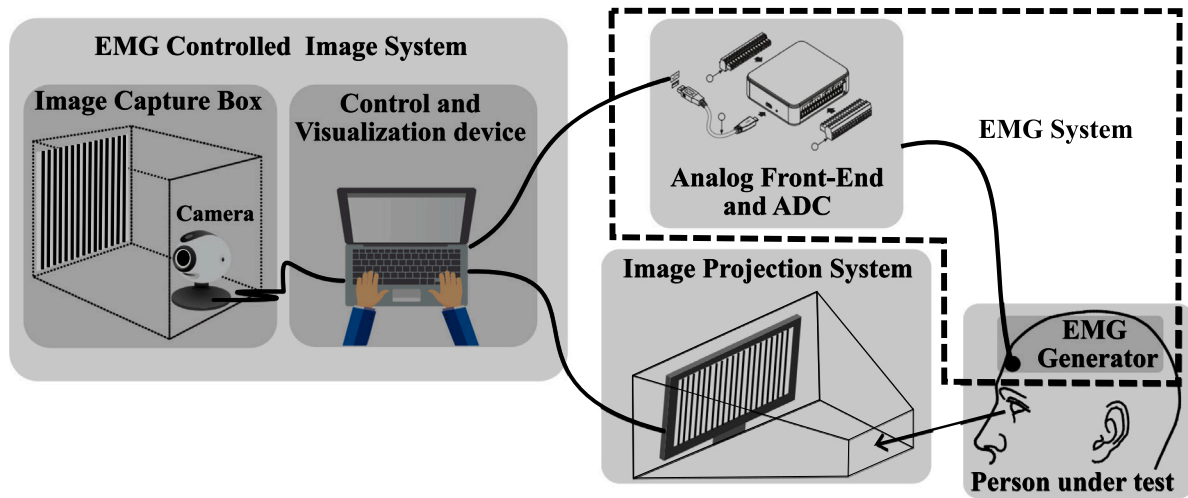 EMG Controlled Image System
Image Capture Box
Camera
Control and
Visualization device
Analog Front-End
and ADC
EMG System
Image Projection System
EMG
Generator
Person under test